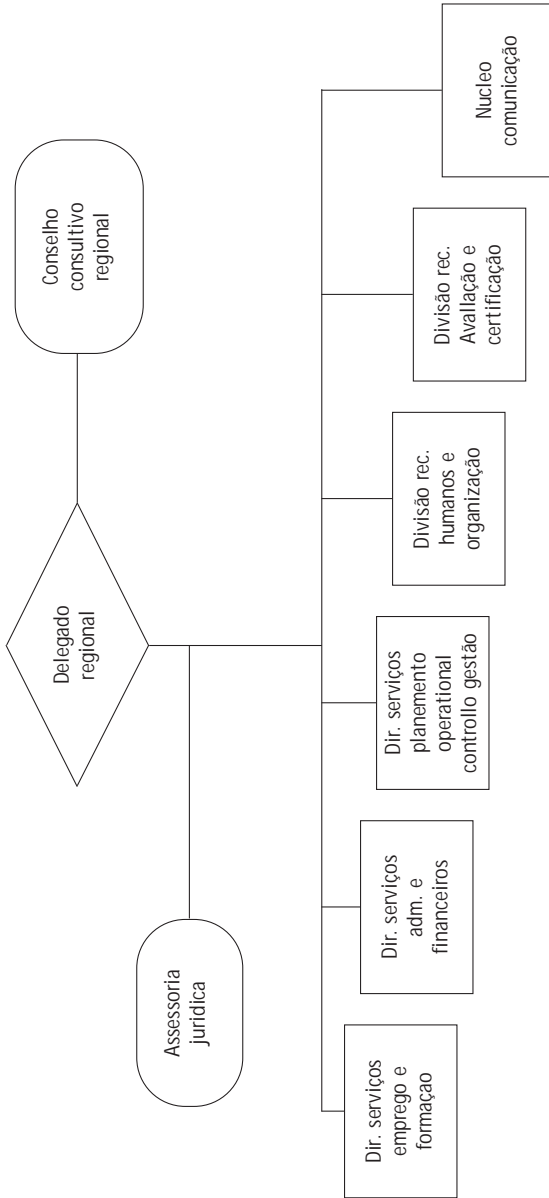 Conselho
consultivo
regional
Delegado
regional
Assessoria
juridica
Dir. serviços
emprego e
formaçao
Dir. serviços
adm. e
financeiros
Dir. serviços
planemento
operational
controllo gestão
Divisão rec.
humanos e
organização
Divisão rec.
Avallação e
certificação
Nucleo
comunicação